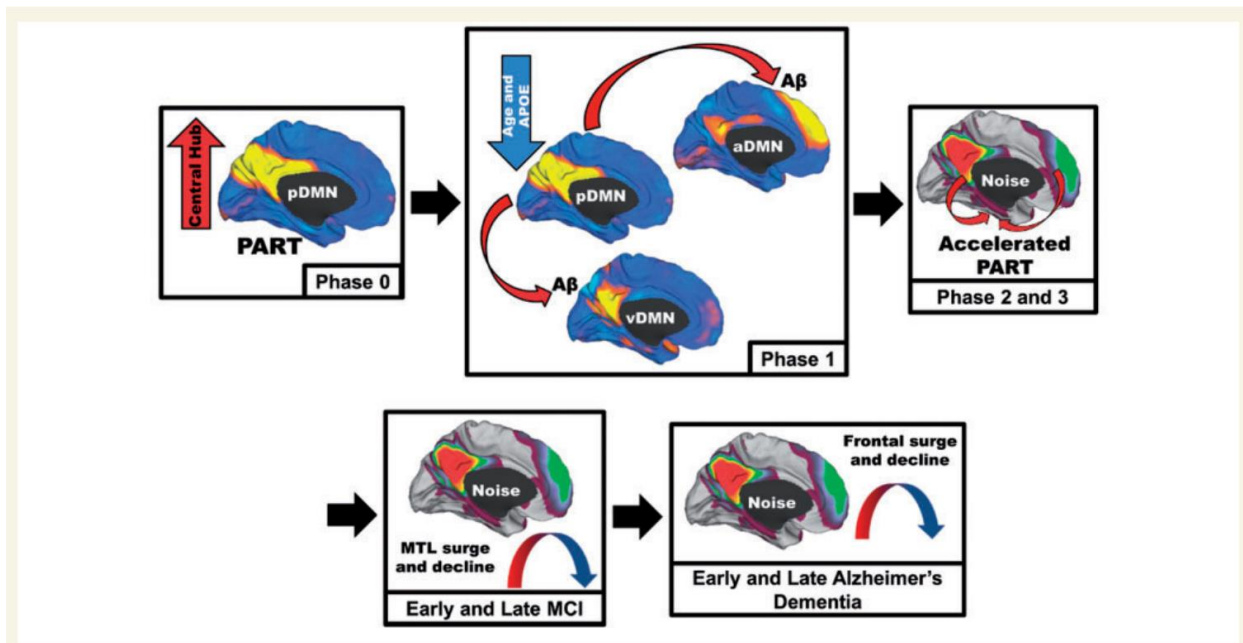 Central Hub
pDMN
PART
Phase 0
Age and
APOE
Aβ
aDMN
pDMN
Aβ
vDMN
Phase 1
Noise
Accelerated
PART
Phase 2 and 3
Noise
MTL surge
and decline
Early and Late MCI
Frontal surge
and decline
Noise
Early and Late Alzheimer’s
Dementia